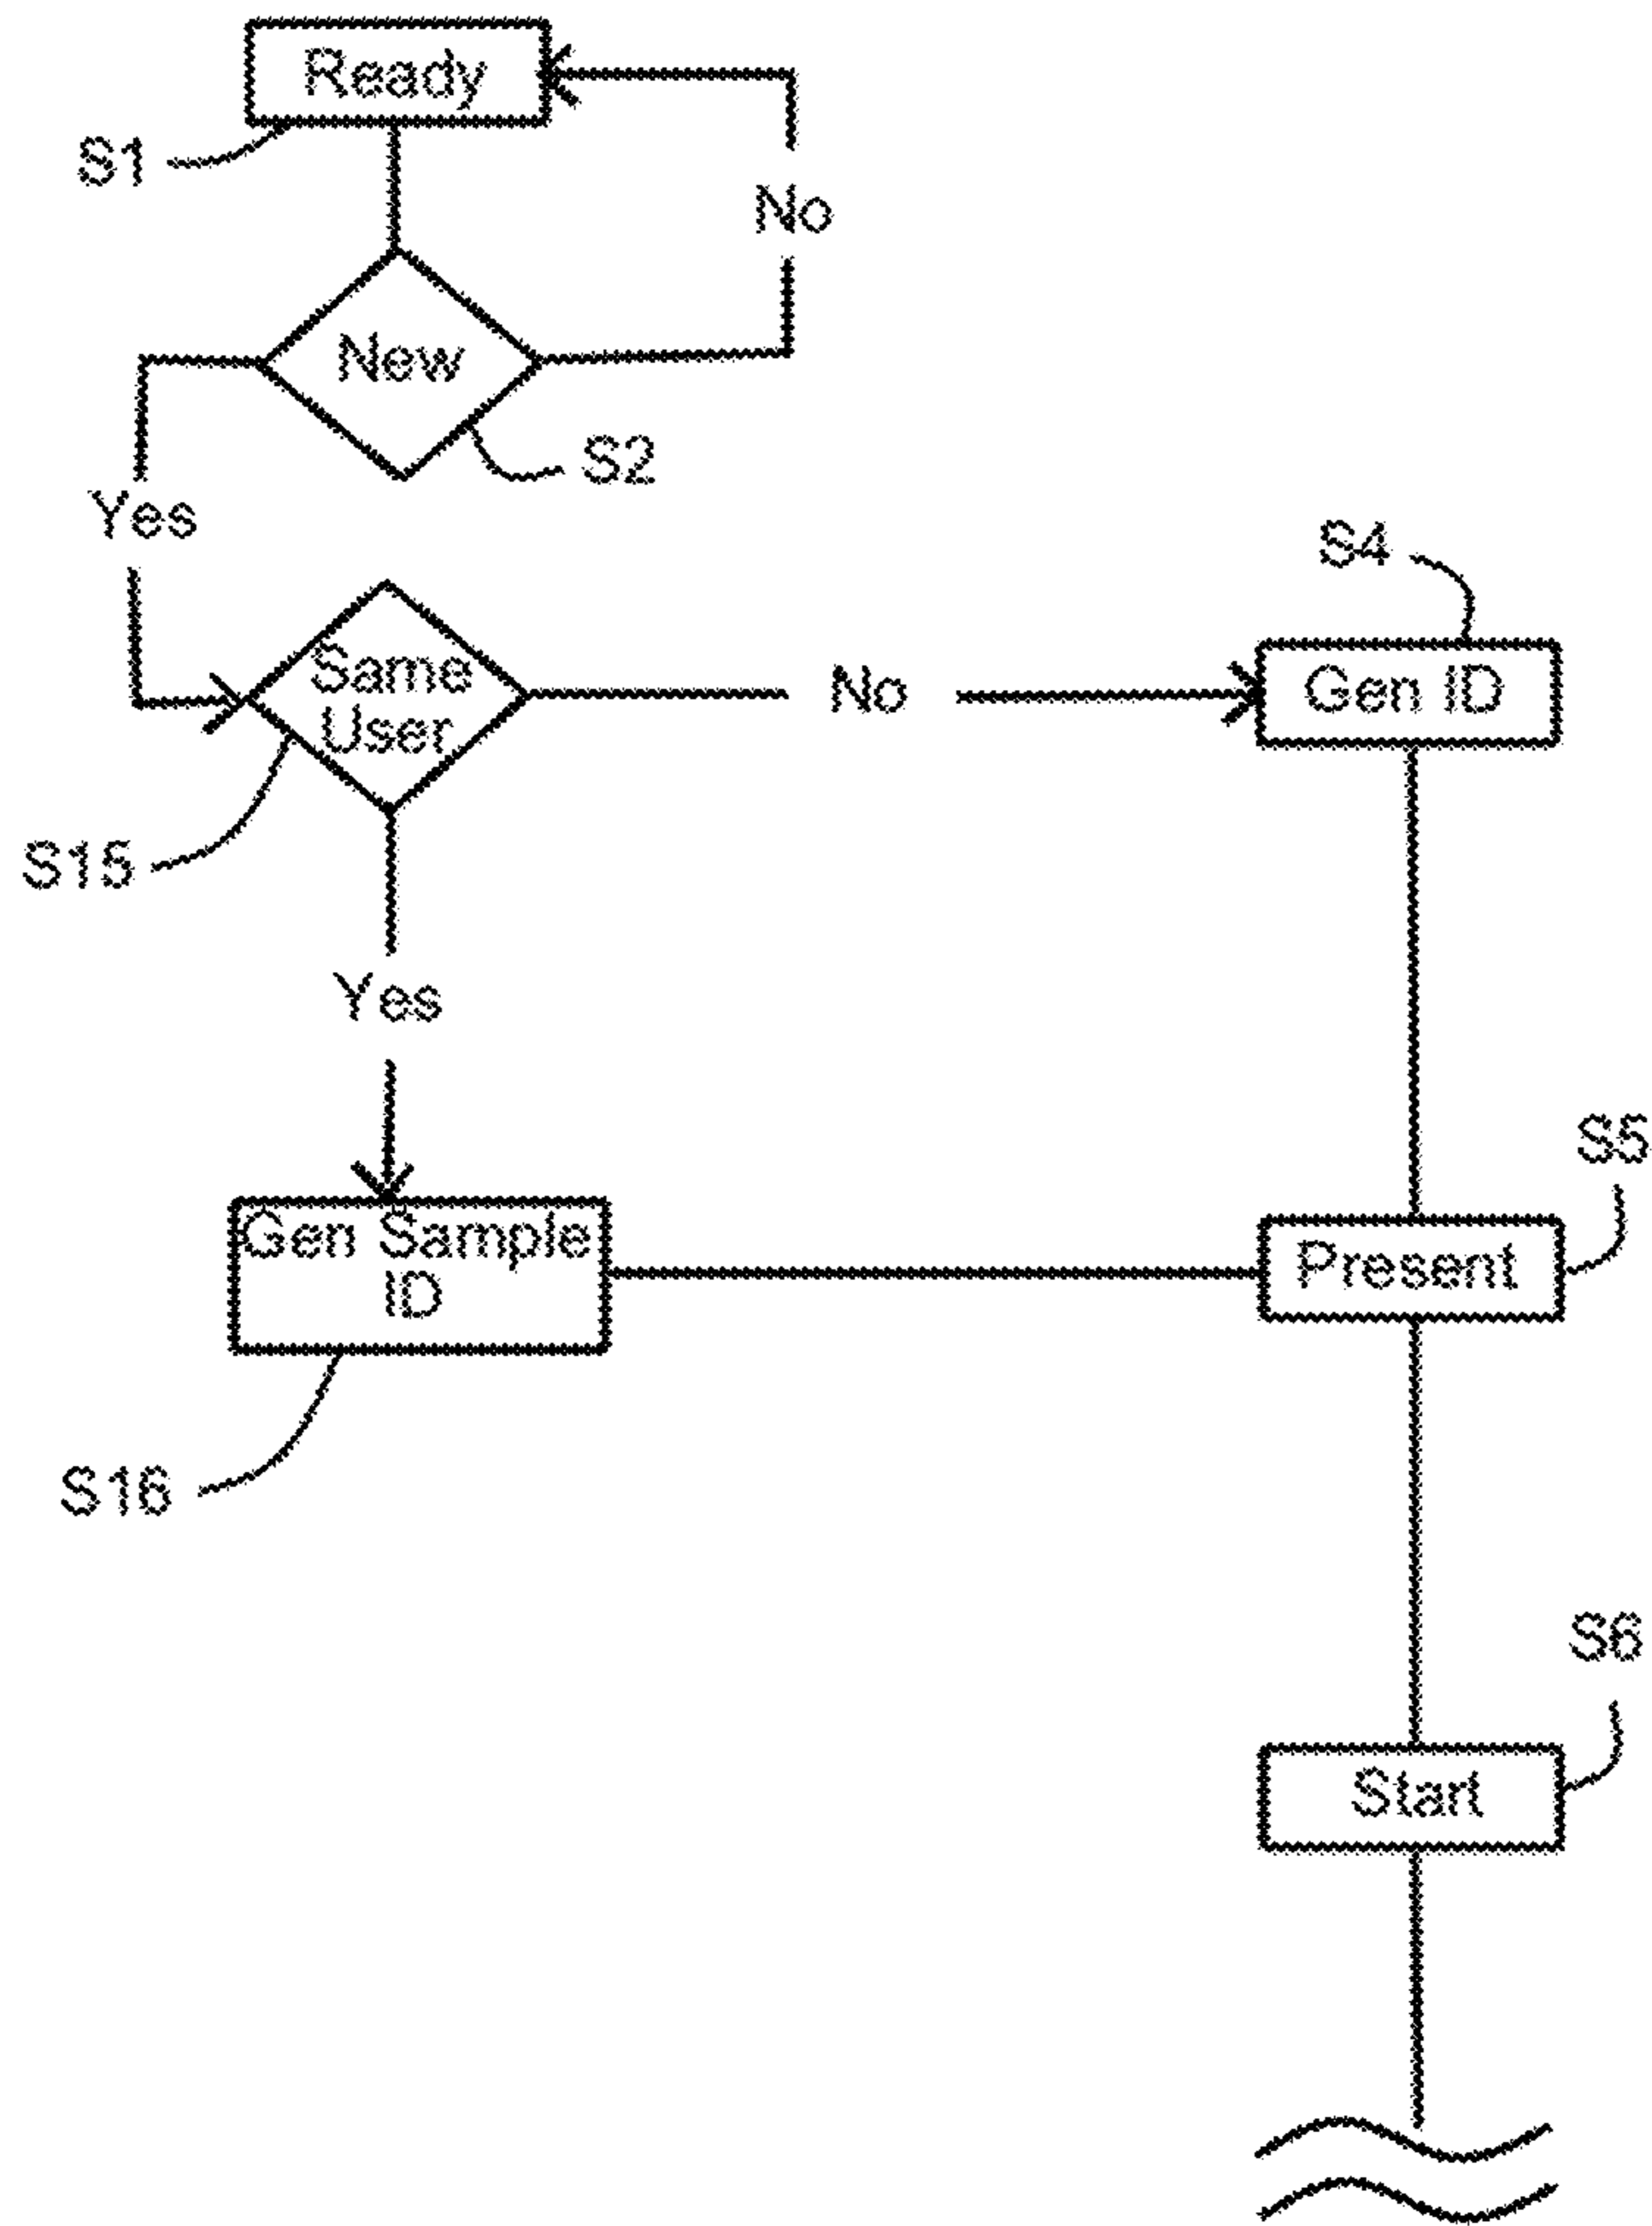 Ready
S1
No
New
S2
Yes
S4
Same
User
No
Gen ID
S15
Yes
S5
Gen Sample
ID
Present
S16
S6
Start